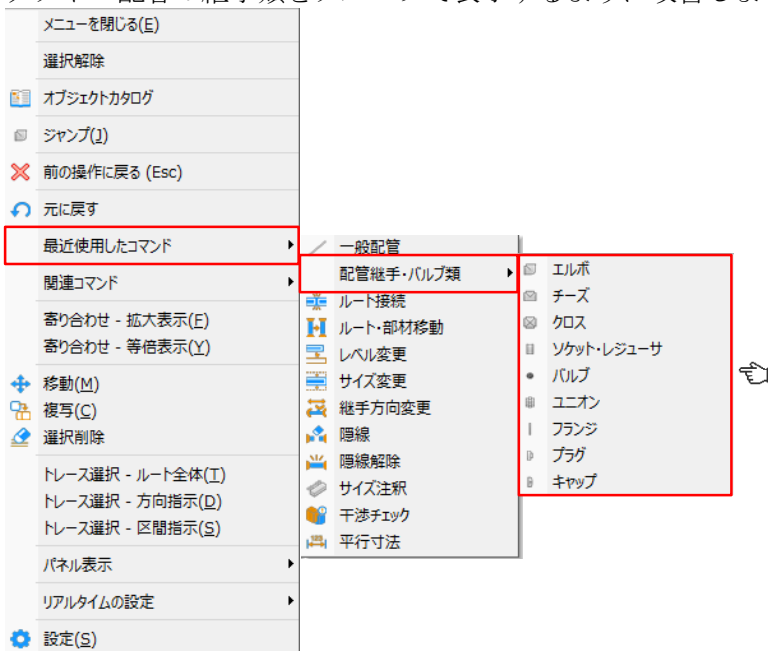 メニューを閉じる(E)
選択解除
オブジェクトカタログ
ジャンプ(J)
前の操作に戻る (Esc)
元に戻す
最近使用したコマンド
関連コマンド
寄り合わせ - 拡大表示(F)
寄り合わせ - 等倍表示(Y)
移動(M)
複写(C)
選択削除
トレース選択 - ルート全体(T)
トレース選択 - 方向指示(D)
トレース選択 - 区間指示(S)
パネル表示
リアルタイムの設定
設定(S)
一般配管
配管継手・バルブ類
ルート接続
ルート・部材移動
レベル変更
サイズ変更
継手方向変更
隠線
隠線解除
サイズ注釈
干渉チェック
平行寸法
エルボ
チーズ
クロス
ソケット・レジューサ
バルブ
ユニオン
フランジ
プラグ
キャップ